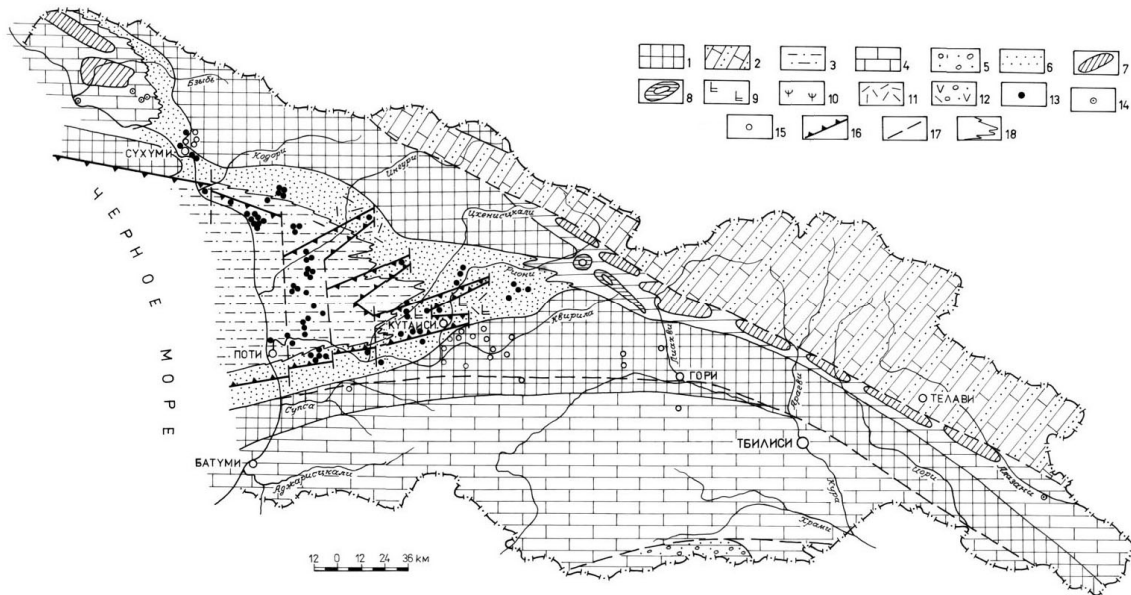 1 2 3 4 5 6 7
8 9 10 11 12 13 14
15 16 17 18
Бзыбь
СУХУМИ
Кодори
Ингури
Цхенисцкали
Риони
ЧЕРНОЕ МОРЕ
КУТАИСИ
Квирила
ПОТИ
Лиахви
ГОРИ
Арагви
ТЕЛАВИ
Супса
ТБИЛИСИ
БАТУМИ
Аджарисцкали
Иори
Алазани
Кура
Храми
12 0 12 24 36 км